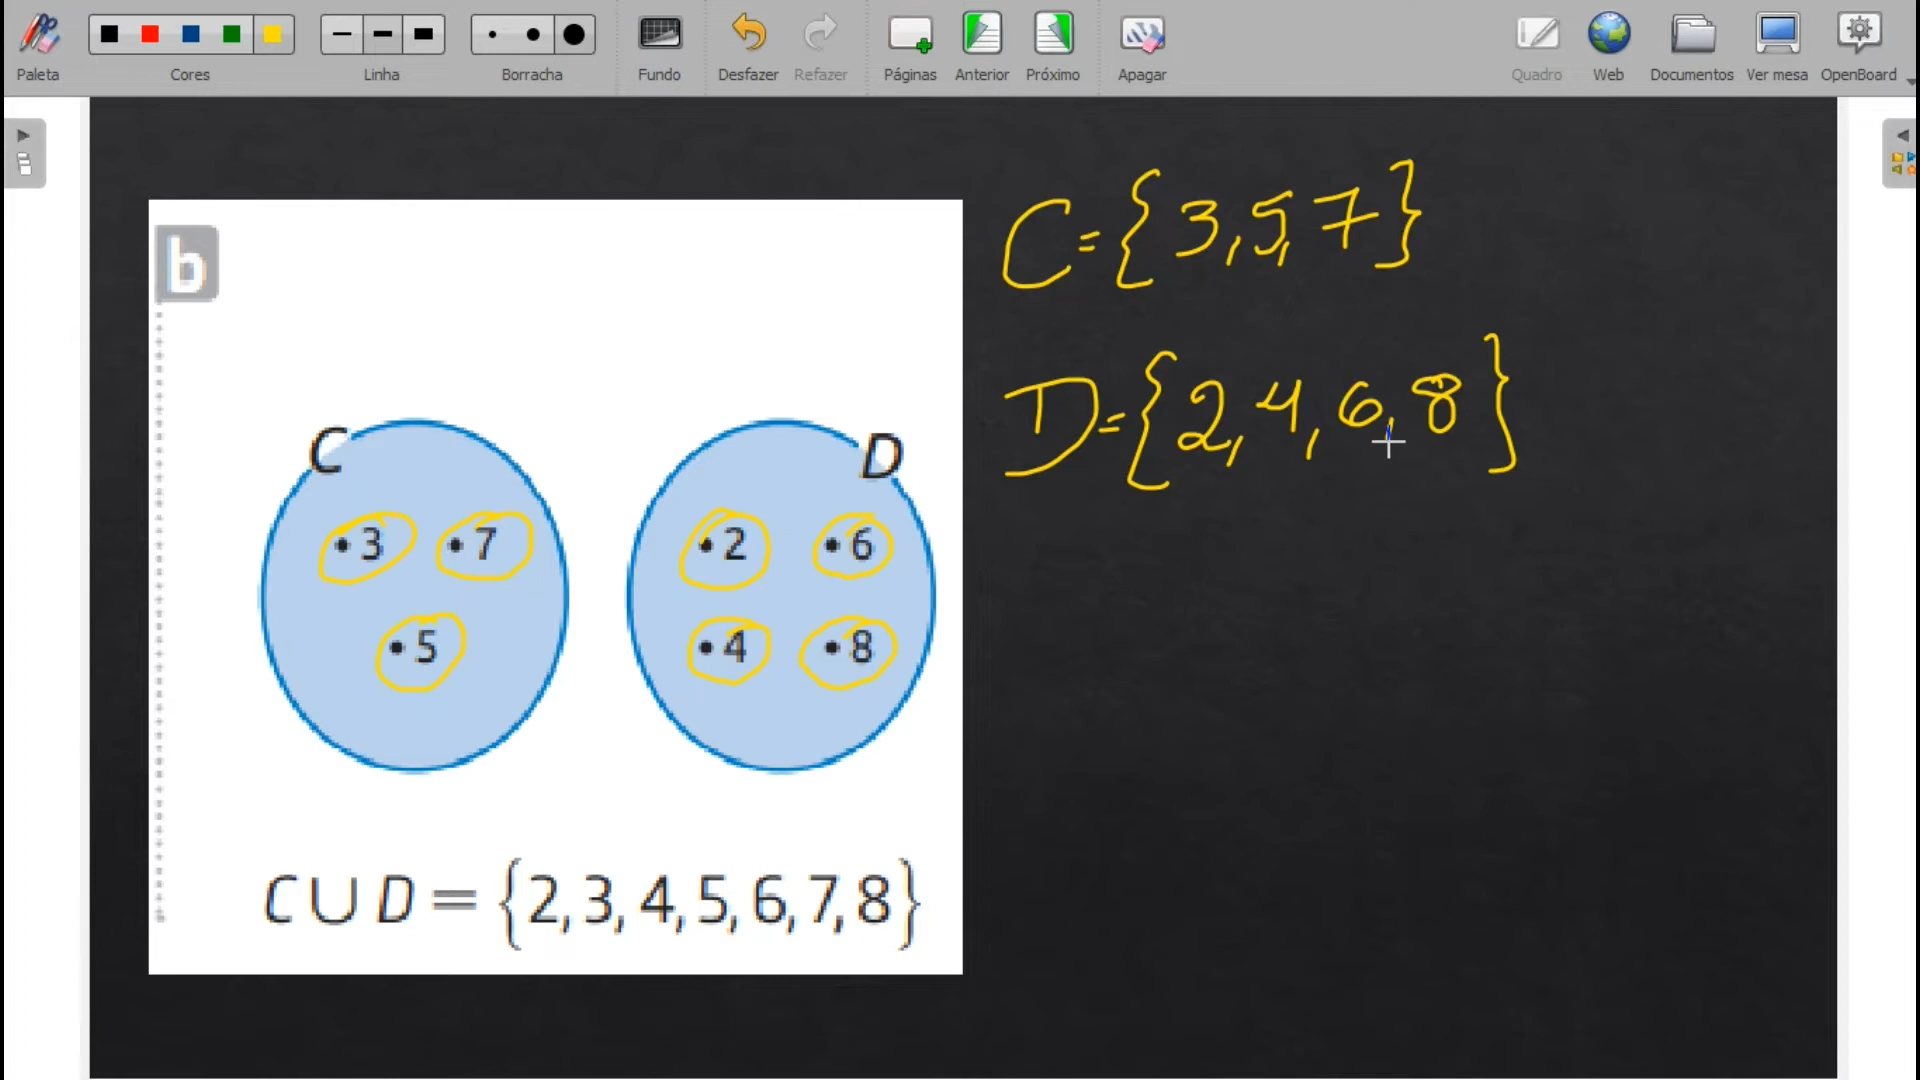 Paleta Cores Linha Borracha Fundo Desfazer Refazer Páginas Anterior Próximo Apagar Quadro Web Documentos Ver mesa OpenBoard
b
C D
3 7 2 6
5 4 8
C ∪ D = {2, 3, 4, 5, 6, 7, 8}
C = {3, 5, 7}
D = {2, 4, 6, 8}